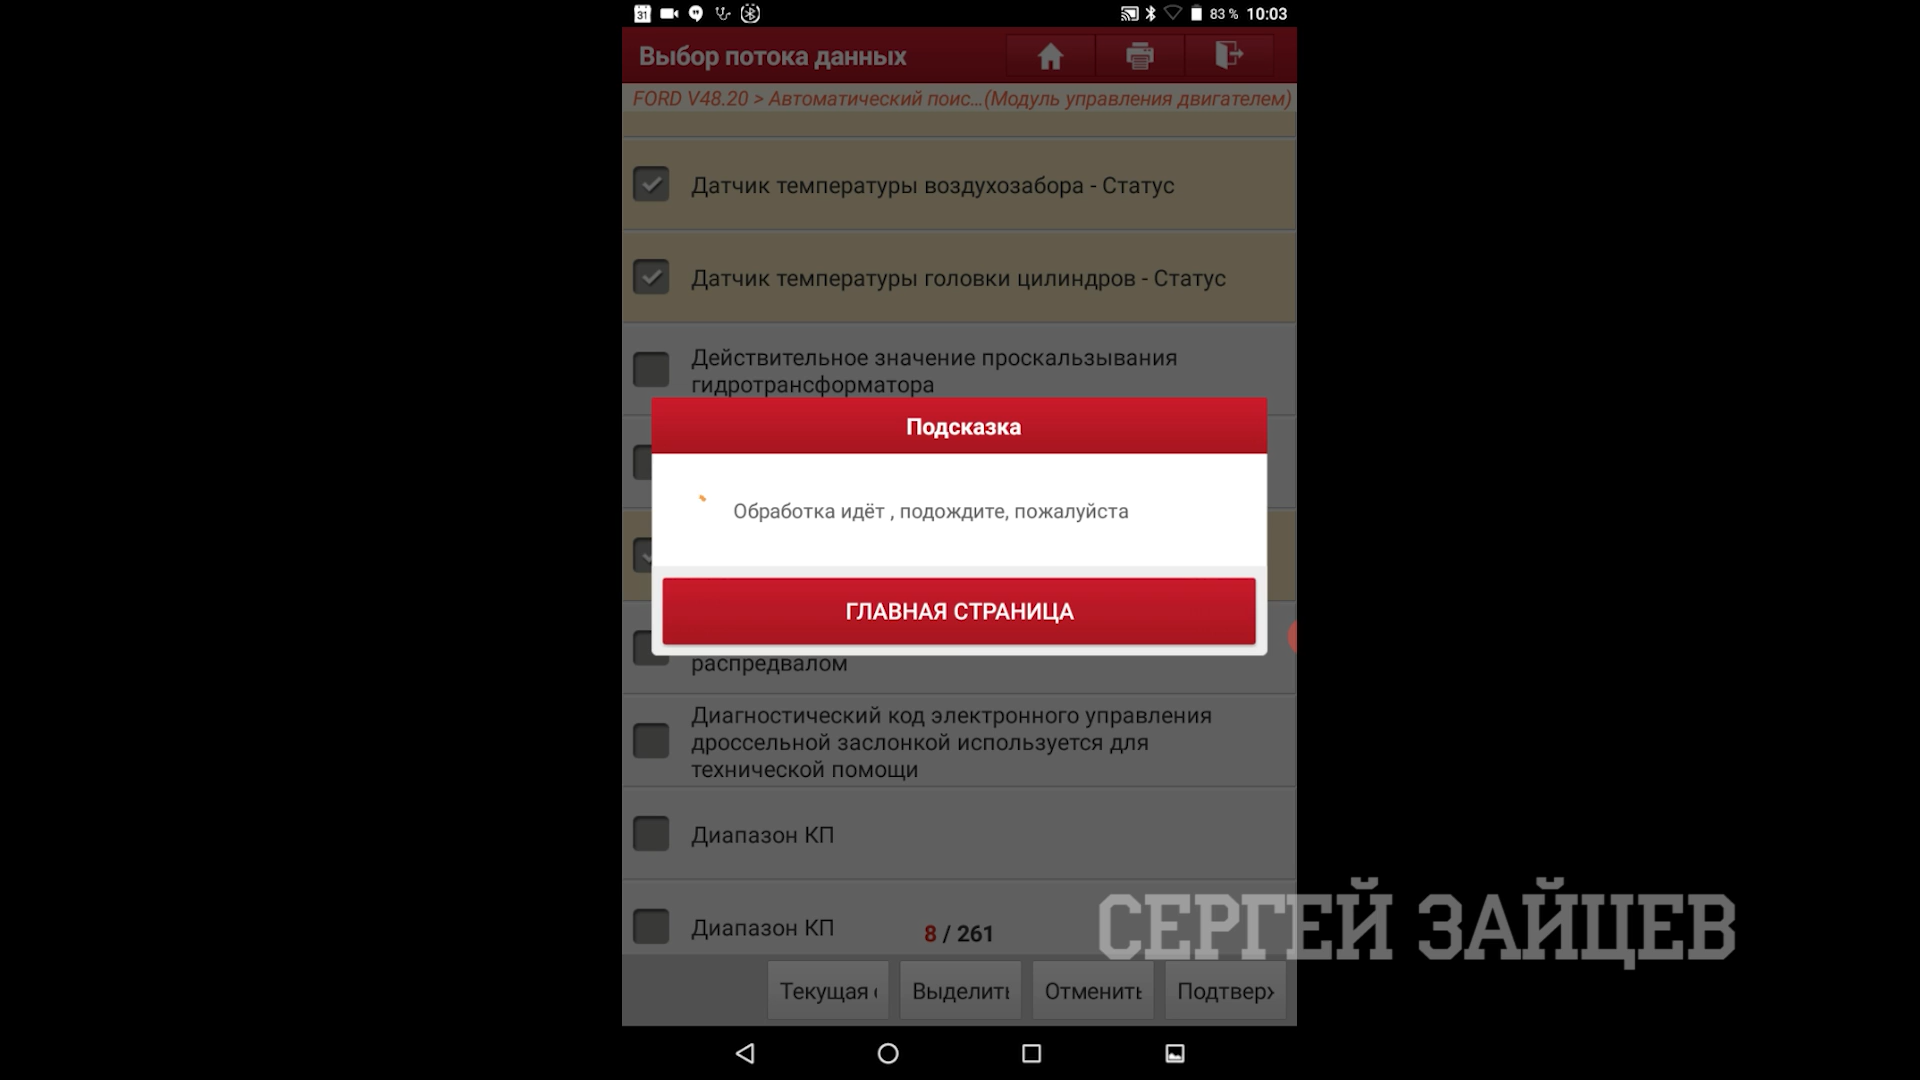 31
83 %
10:03
Выбор потока данных
FORD V48.20 > Автоматический поис...(Модуль управления двигателем)
Датчик температуры воздухозабора - Статус
Датчик температуры головки цилиндров - Статус
Действительное значение проскальзывания
гидротрансформатора
Подсказка
Обработка идёт , подождите, пожалуйста
ГЛАВНАЯ СТРАНИЦА
распредвалом
Диагностический код электронного управления
дроссельной заслонкой используется для
технической помощи
Диапазон КП
Диапазон КП
8 / 261
СЕРГЕЙ ЗАЙЦЕВ
Текущая
Выделить
Отменить
Подтвер